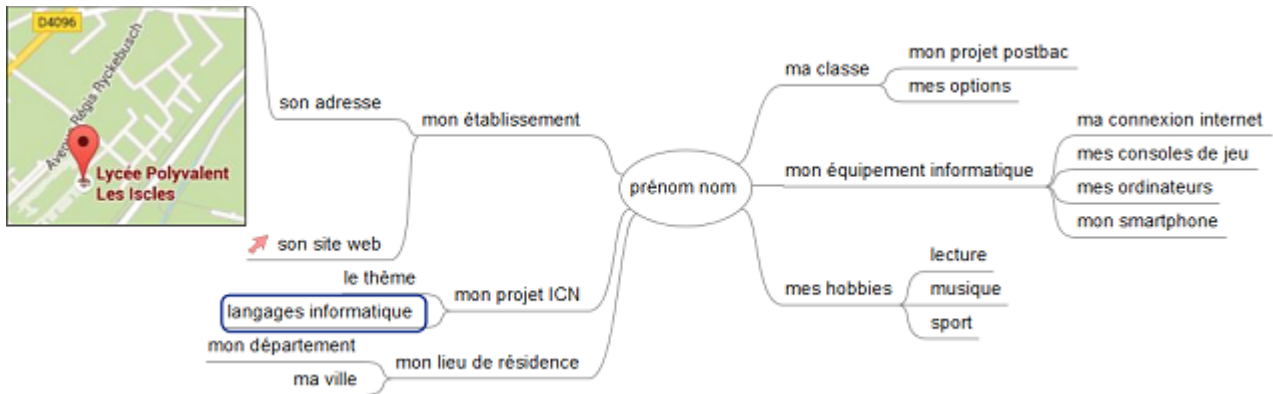 D4096
Avenue Régis Ryckebusch
Lycée Polyvalent
Les Iscles
son adresse
son site web
mon établissement
le thème
langages informatique
mon projet ICN
mon département
ma ville
mon lieu de résidence
prénom nom
ma classe
mon projet postbac
mes options
mon équipement informatique
ma connexion internet
mes consoles de jeu
mes ordinateurs
mon smartphone
mes hobbies
lecture
musique
sport